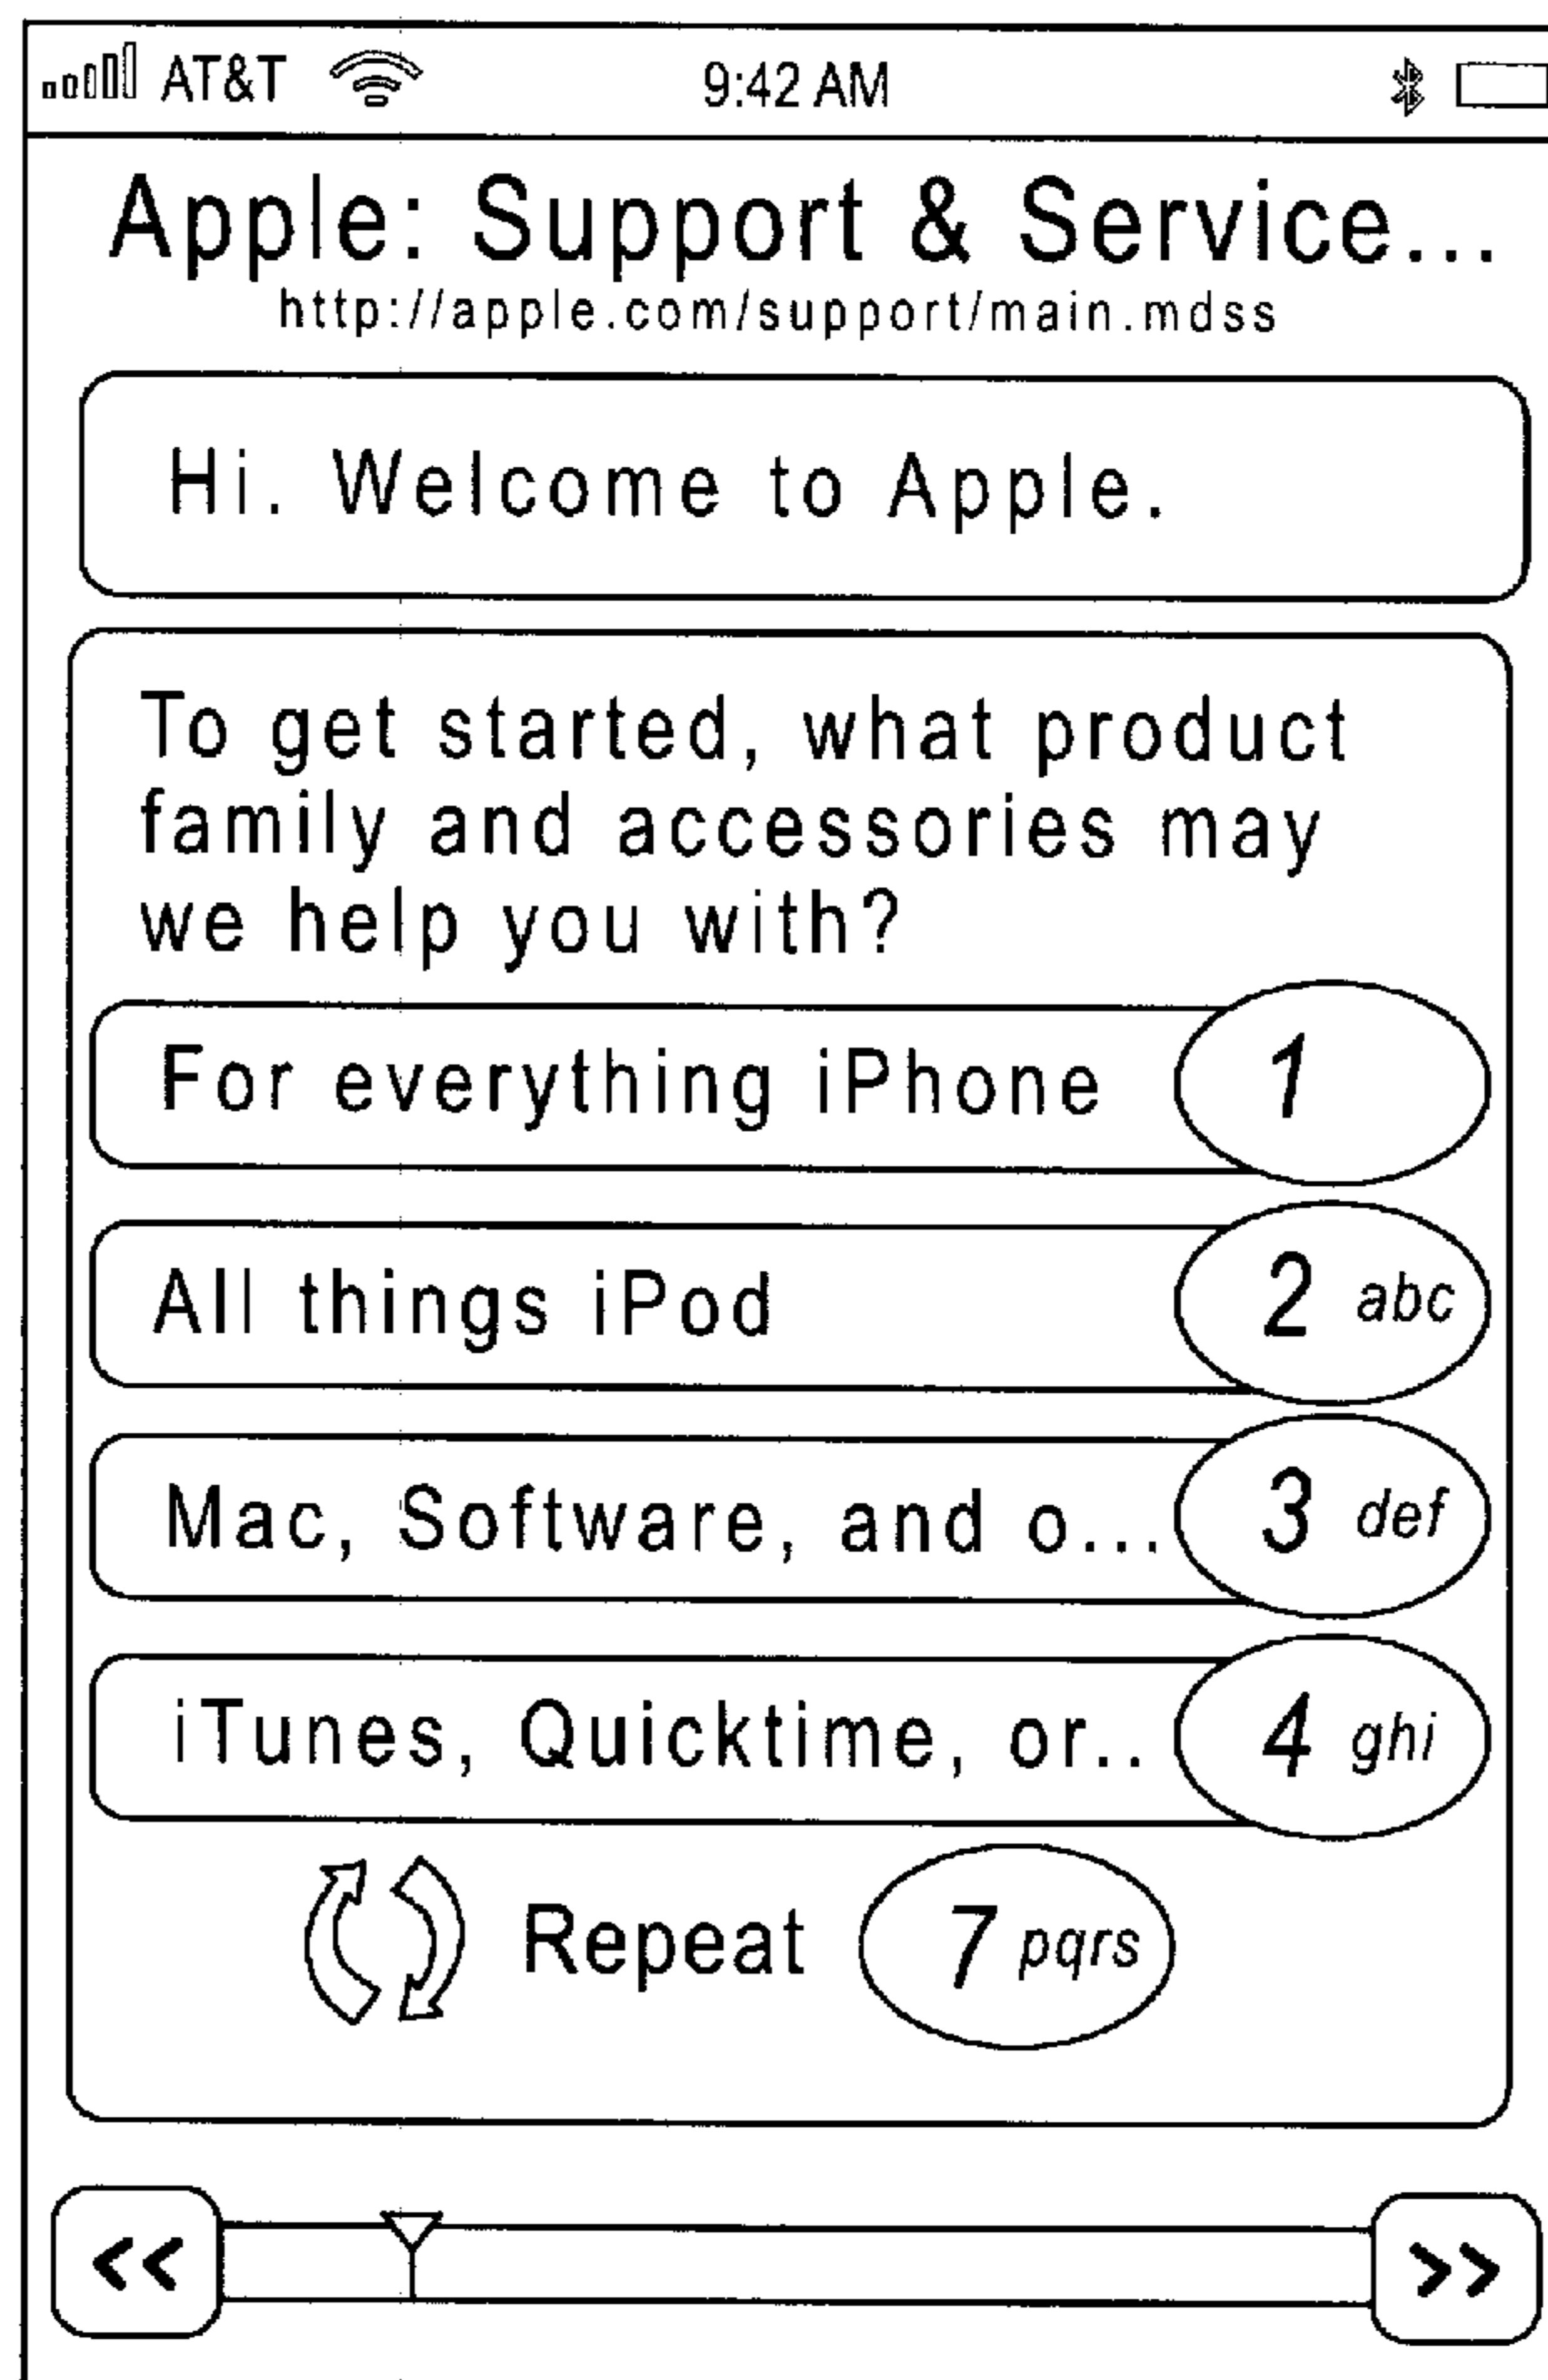 AT&T 9:42 AM
Apple: Support & Service...
http://apple.com/support/main.mdss
Hi. Welcome to Apple.
To get started, what product
family and accessories may
we help you with?
For everything iPhone 1
All things iPod 2 abc
Mac, Software, and o... 3 def
iTunes, Quicktime, or.. 4 ghi
Repeat 7 pqrs
<< >>